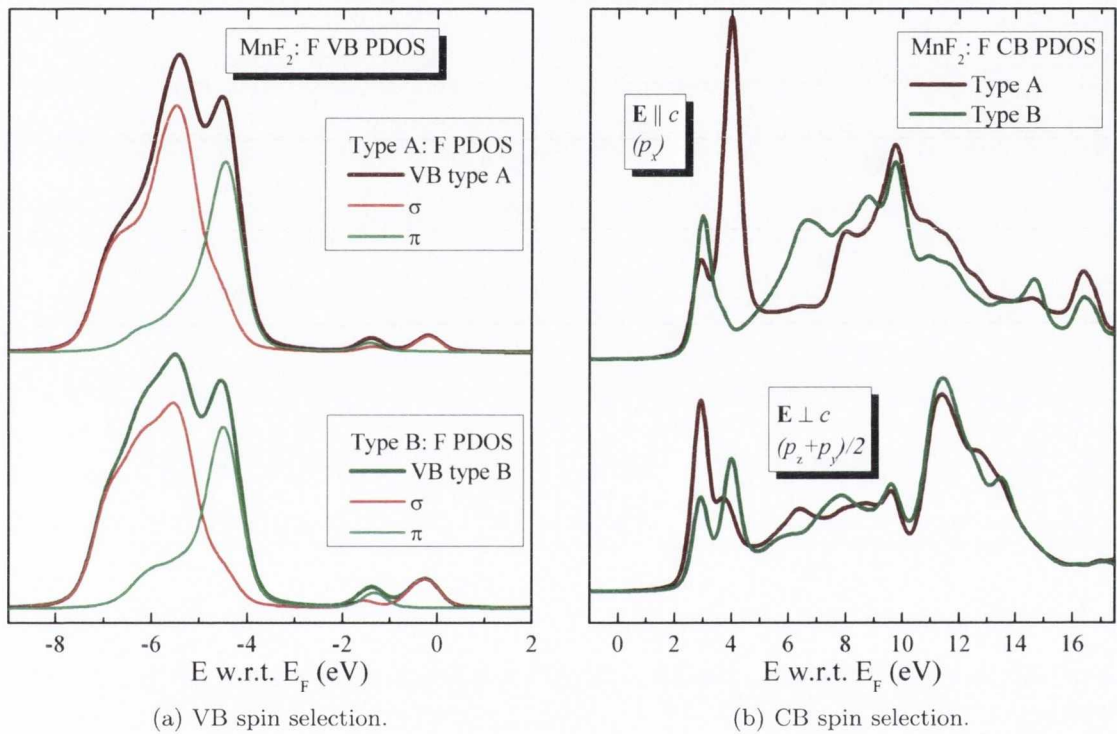 MnF2: F VB PDOS
Type A: F PDOS
VB type A
σ
π
Type B: F PDOS
VB type B
σ
π
-8 -6 -4 -2 0 2
E w.r.t. EF (eV)
(a) VB spin selection.
MnF2: F CB PDOS
Type A
Type B
E || c
(px)
E ⊥ c
(pz+py)/2
0 2 4 6 8 10 12 14 16
E w.r.t. EF (eV)
(b) CB spin selection.